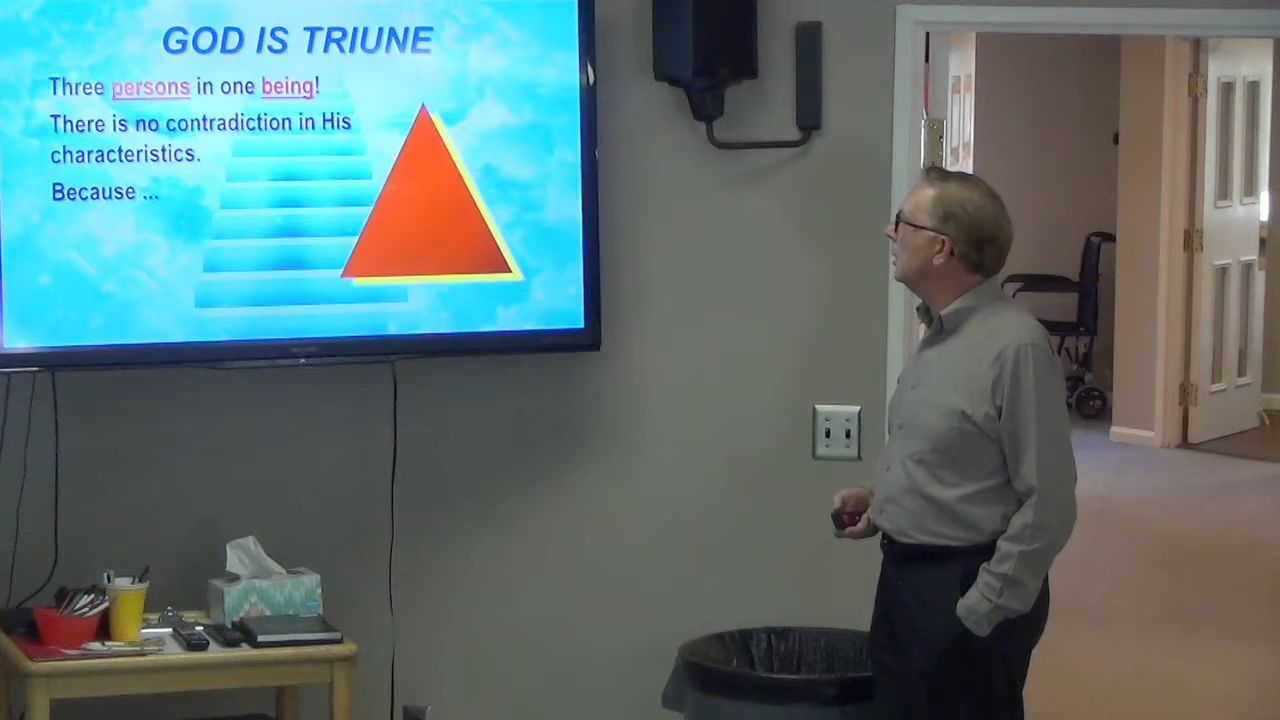 GOD IS TRIUNE
Three persons in one being!
There is no contradiction in His
characteristics.
Because ...